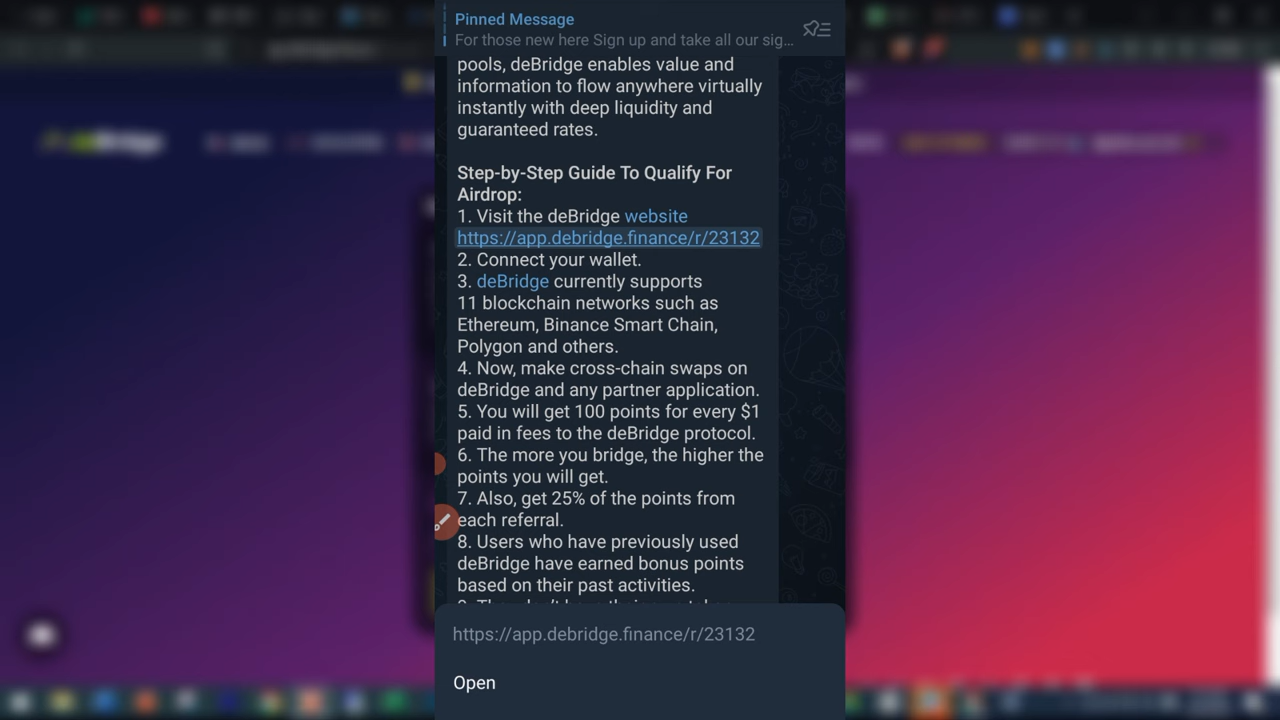 Pinned Message
For those new here Sign up and take all our sig...
pools, deBridge enables value and
information to flow anywhere virtually
instantly with deep liquidity and
guaranteed rates.
Step-by-Step Guide To Qualify For
Airdrop:
1. Visit the deBridge website
https://app.debridge.finance/r/23132
2. Connect your wallet.
3. deBridge currently supports
11 blockchain networks such as
Ethereum, Binance Smart Chain,
Polygon and others.
4. Now, make cross-chain swaps on
deBridge and any partner application.
5. You will get 100 points for every $1
paid in fees to the deBridge protocol.
6. The more you bridge, the higher the
points you will get.
7. Also, get 25% of the points from
each referral.
8. Users who have previously used
deBridge have earned bonus points
based on their past activities.
https://app.debridge.finance/r/23132
Open